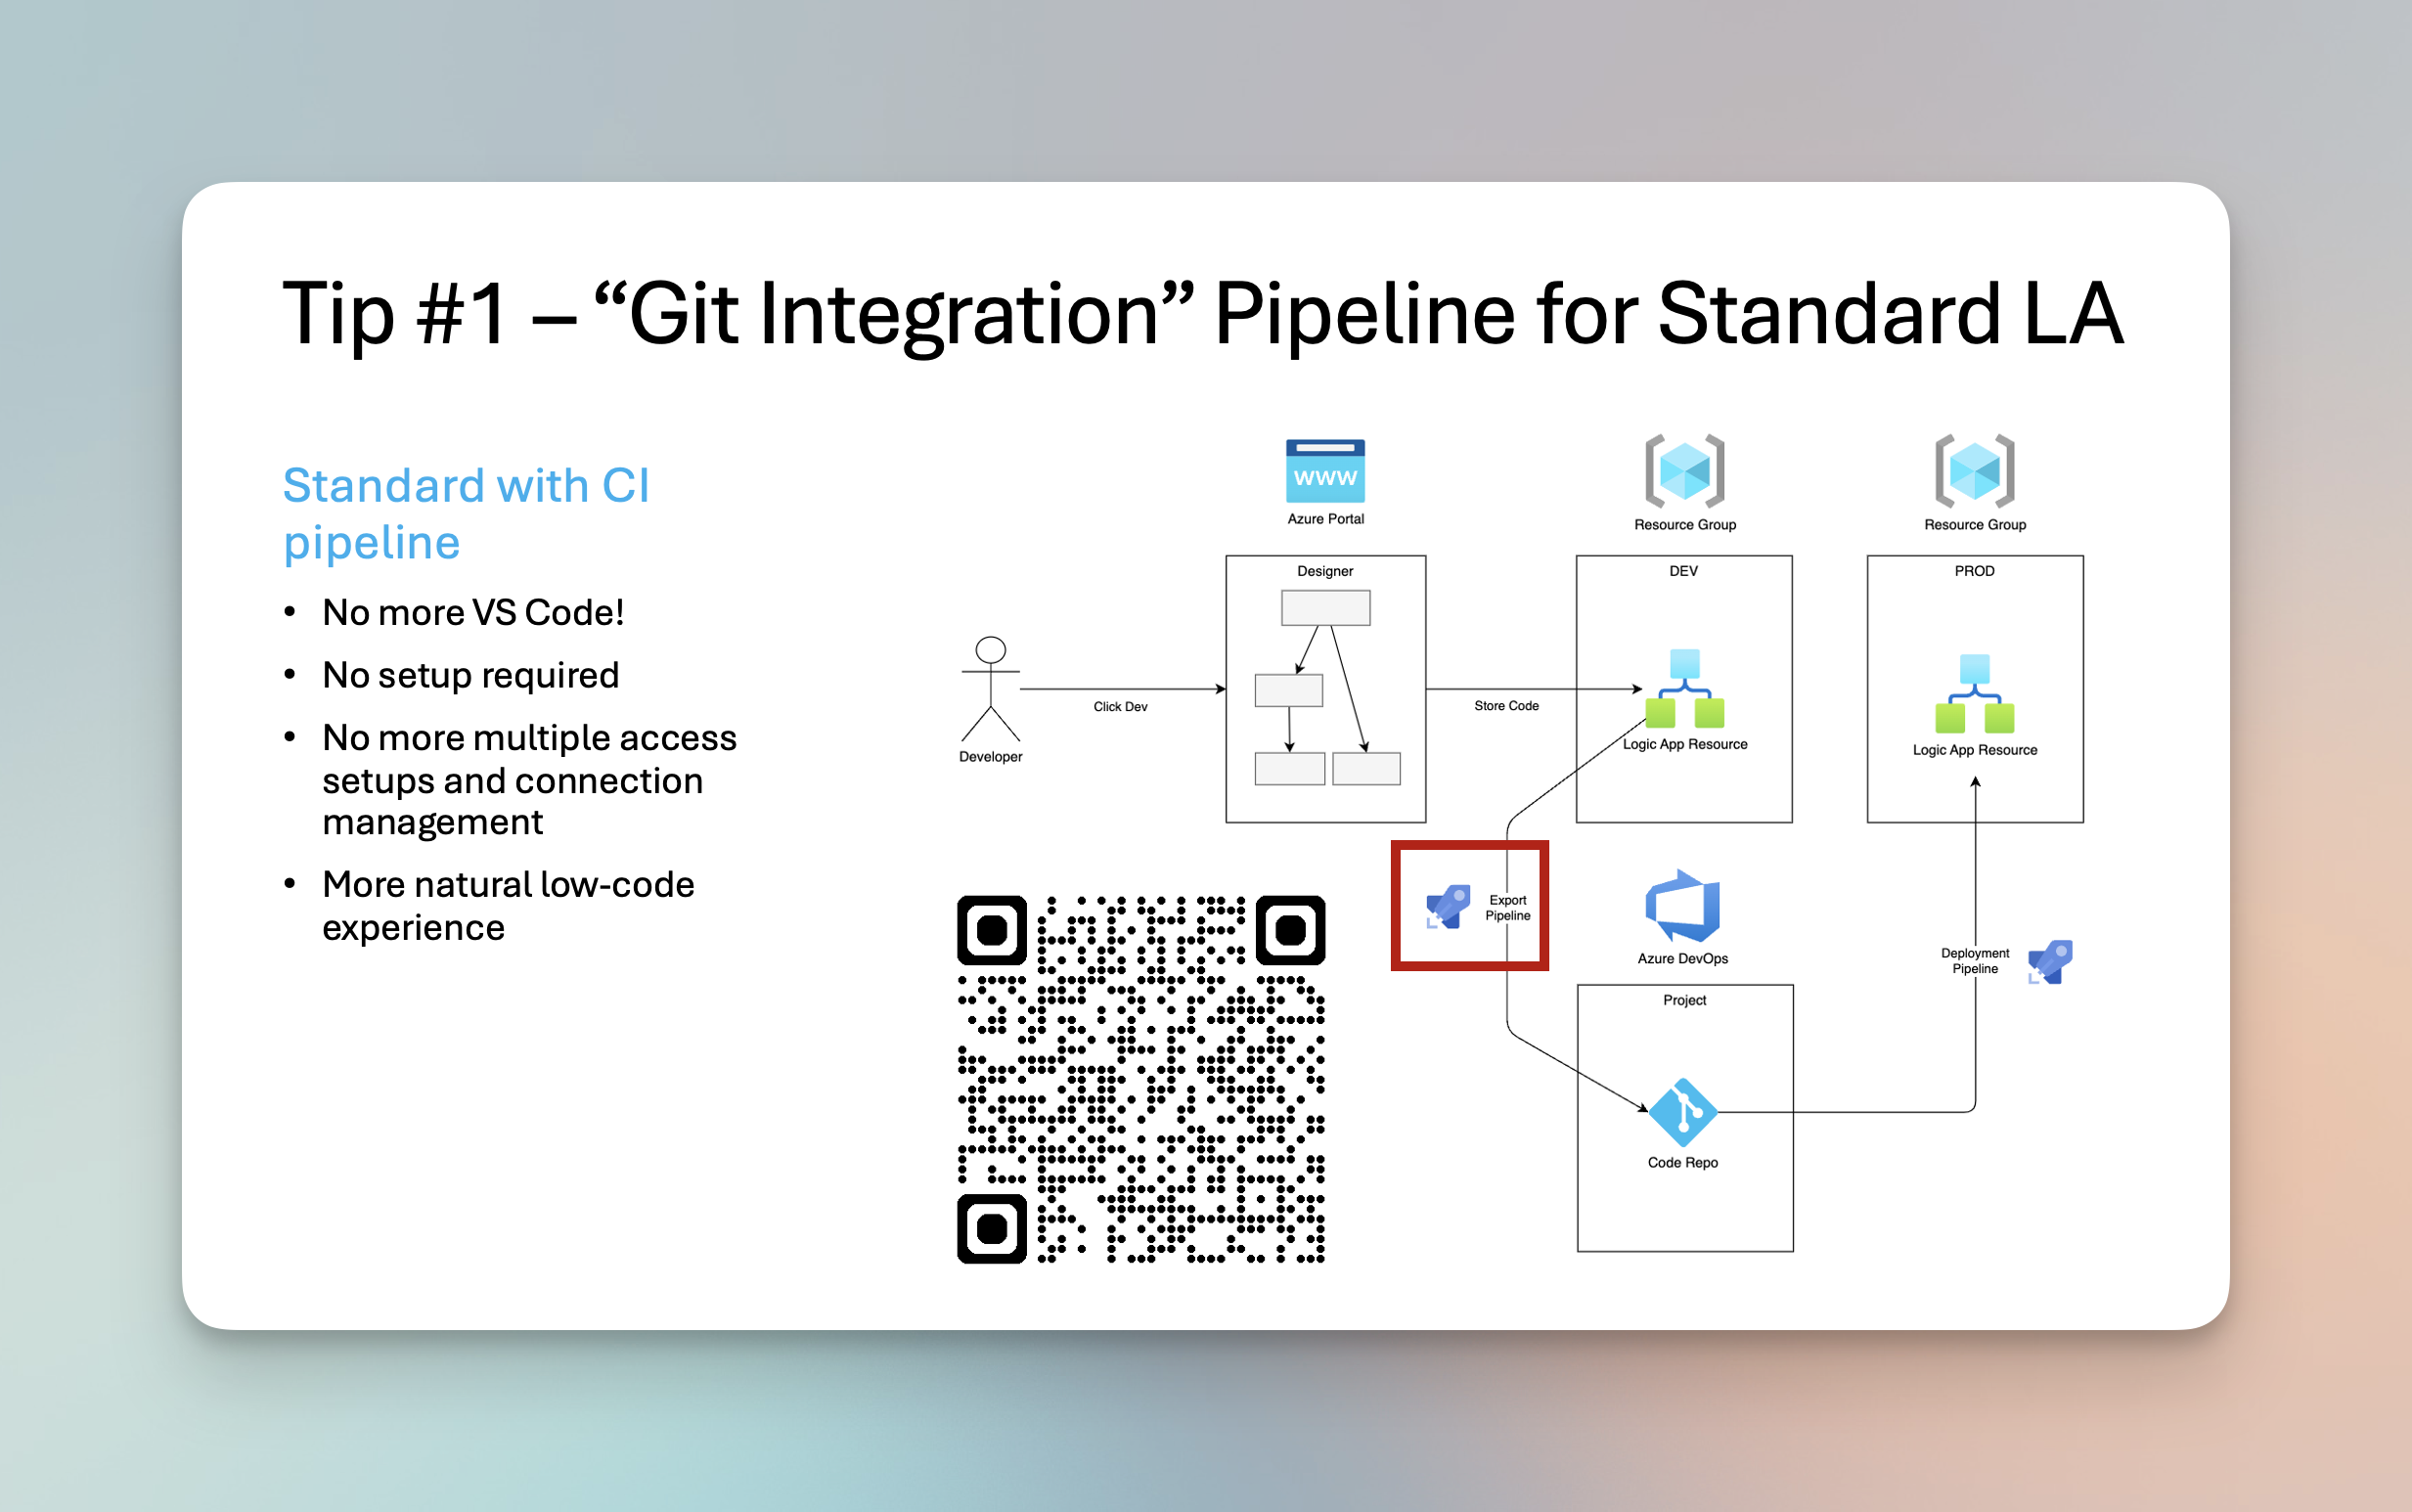 Tip #1 – “Git Integration” Pipeline for Standard LA
Standard with CI
pipeline
• No more VS Code!
• No setup required
• No more multiple access
setups and connection
management
• More natural low-code
experience
WWW
Azure Portal
Resource Group
Resource Group
Designer
DEV
PROD
Click Dev
Store Code
Developer
Logic App Resource
Logic App Resource
Export
Pipeline
Azure DevOps
Deployment
Pipeline
Project
Code Repo